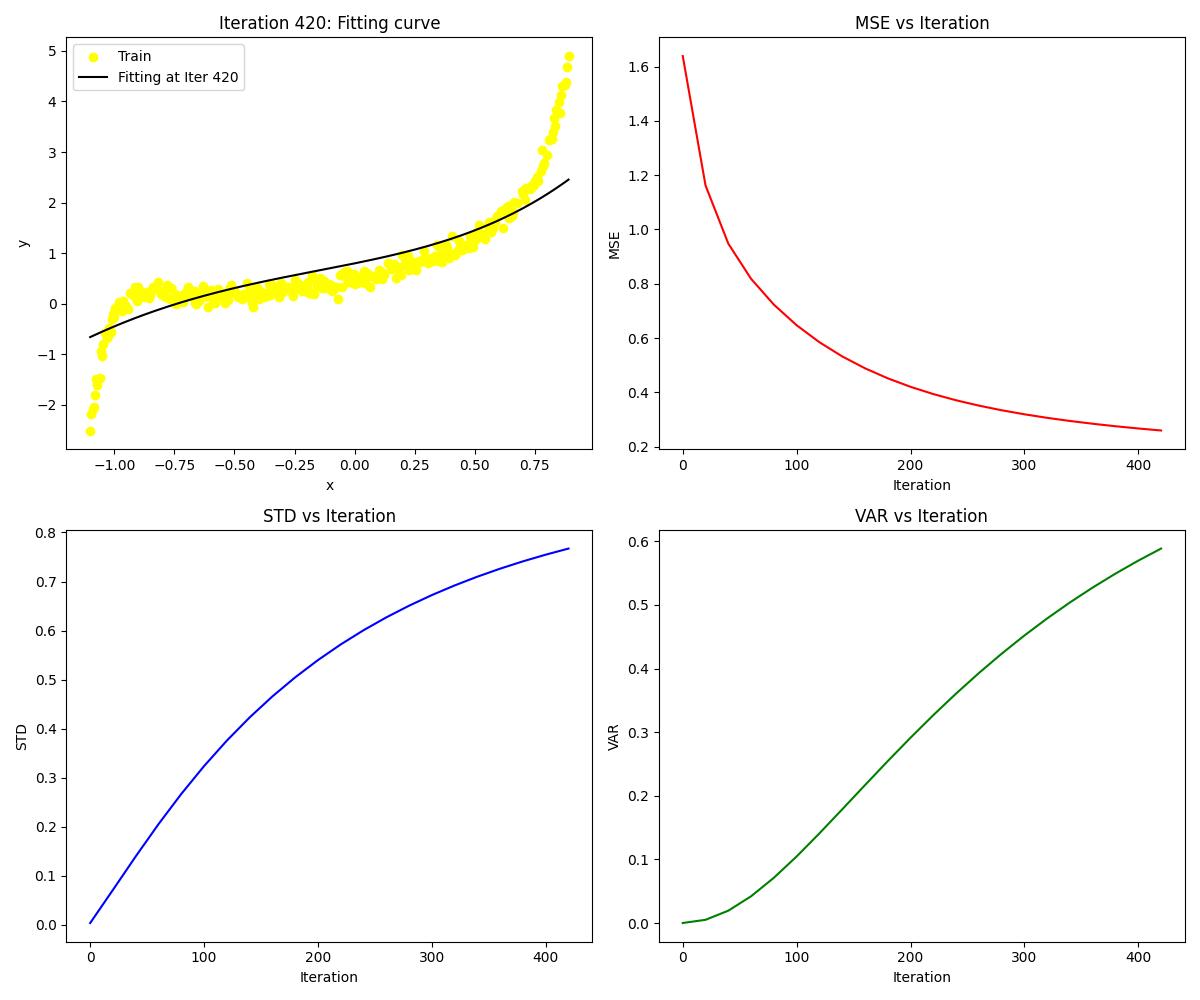 Iteration 420: Fitting curve
Train
Fitting at Iter 420
y
5
4
3
2
1
0
−1
−2
−1.00 −0.75 −0.50 −0.25 0.00 0.25 0.50 0.75
x
MSE vs Iteration
MSE
1.6
1.4
1.2
1.0
0.8
0.6
0.4
0.2
0 100 200 300 400
Iteration
STD vs Iteration
STD
0.8
0.7
0.6
0.5
0.4
0.3
0.2
0.1
0.0
0 100 200 300 400
Iteration
VAR vs Iteration
VAR
0.6
0.5
0.4
0.3
0.2
0.1
0.0
0 100 200 300 400
Iteration